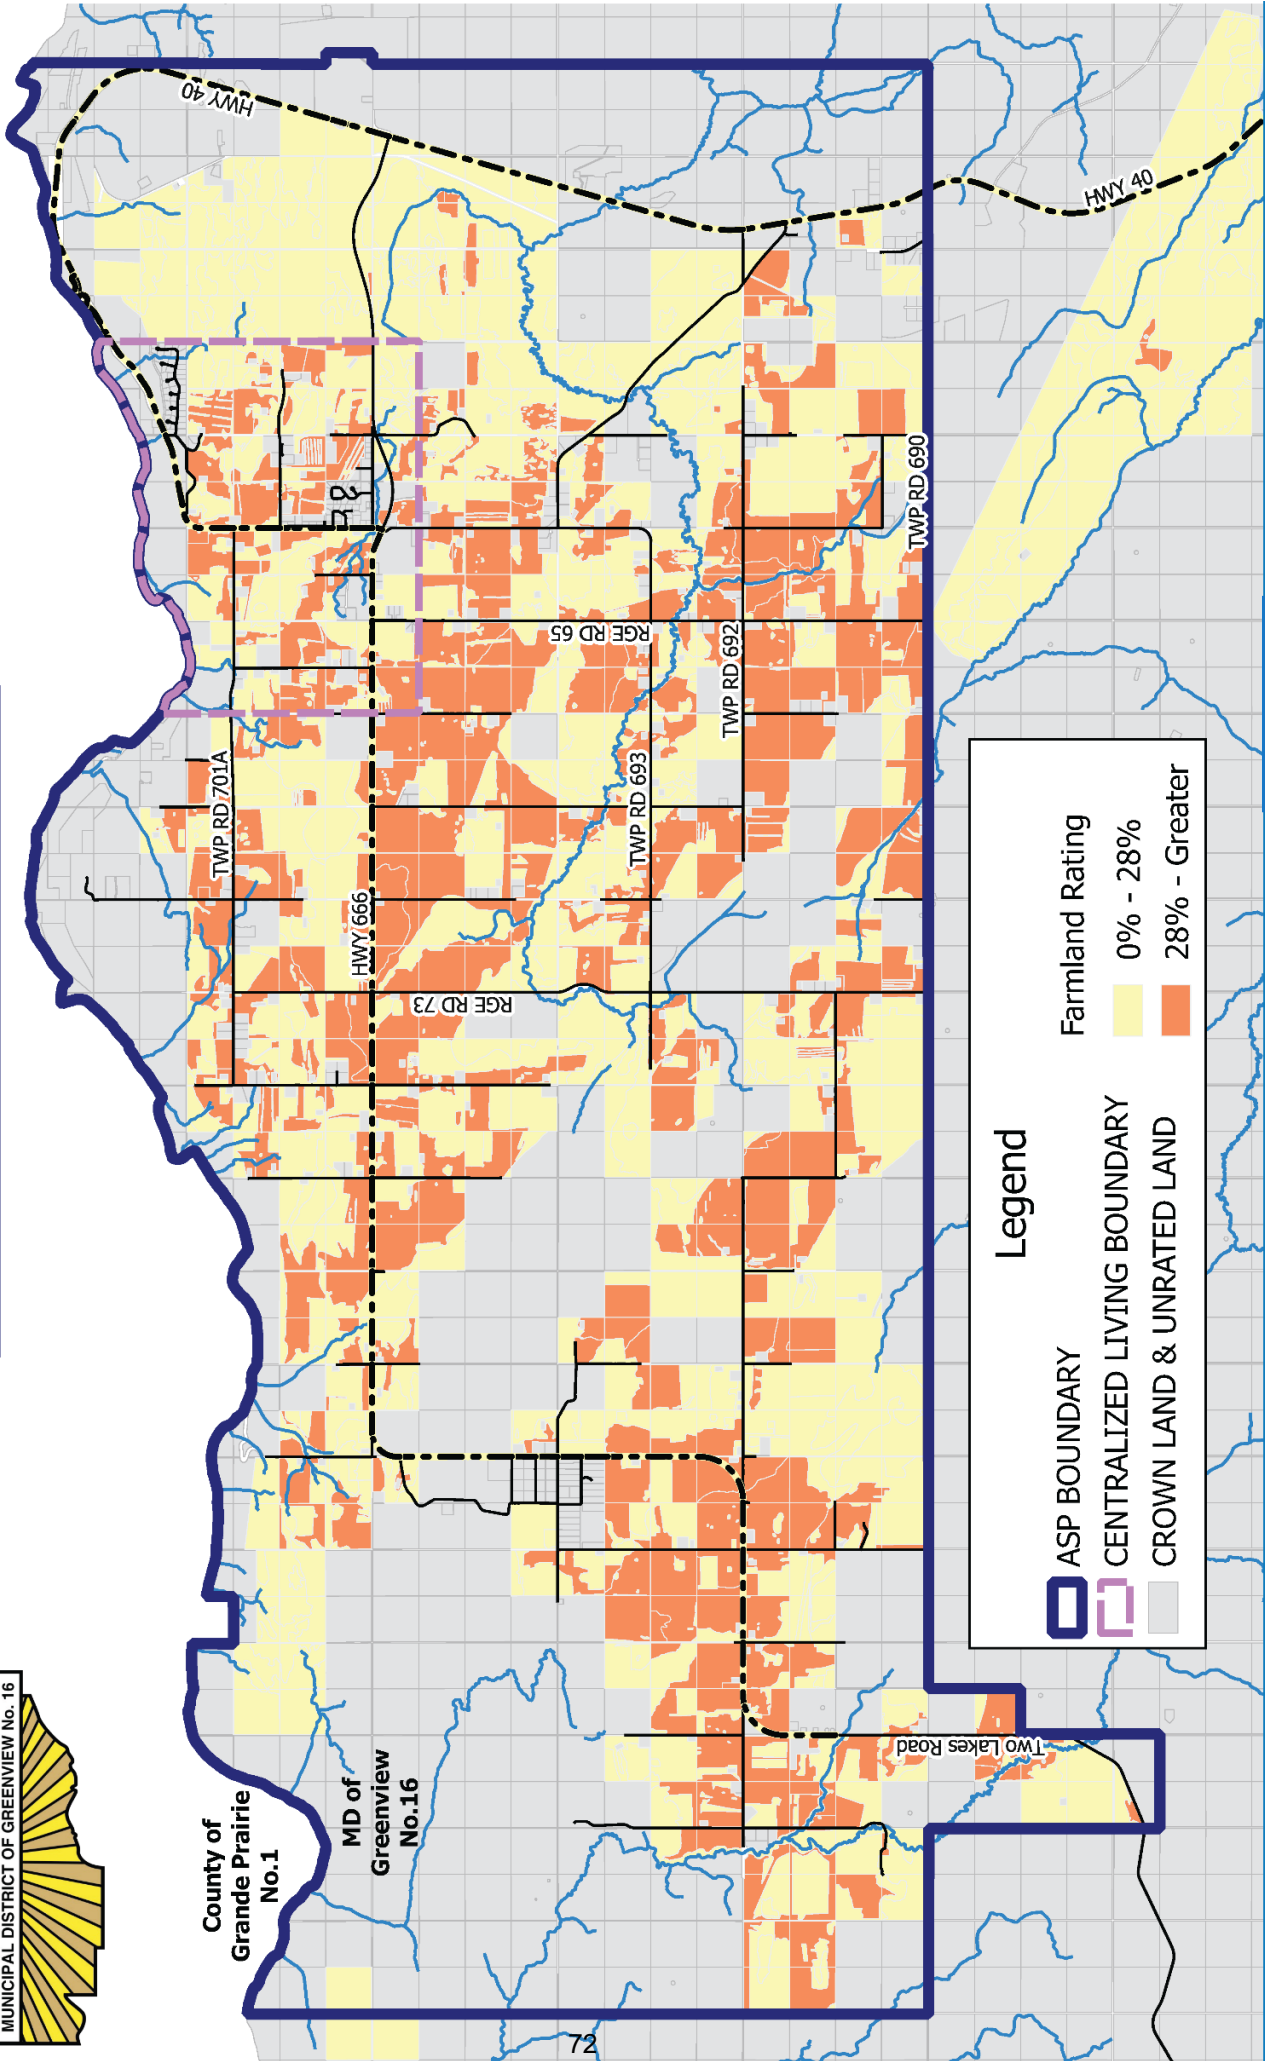 MUNICIPAL DISTRICT OF GREENVIEW No. 16
County of
Grande Prairie
No.1
MD of
Greenview
No.16
HWY 40
HWY 40
TWP RD 701A
HWY 666
RGE RD 73
RGE RD 65
TWP RD 693
TWP RD 692
TWP RD 690
Two Lakes Road
Legend
ASP BOUNDARY
CENTRALIZED LIVING BOUNDARY
CROWN LAND & UNRATED LAND
Farmland Rating
0% - 28%
28% - Greater
72